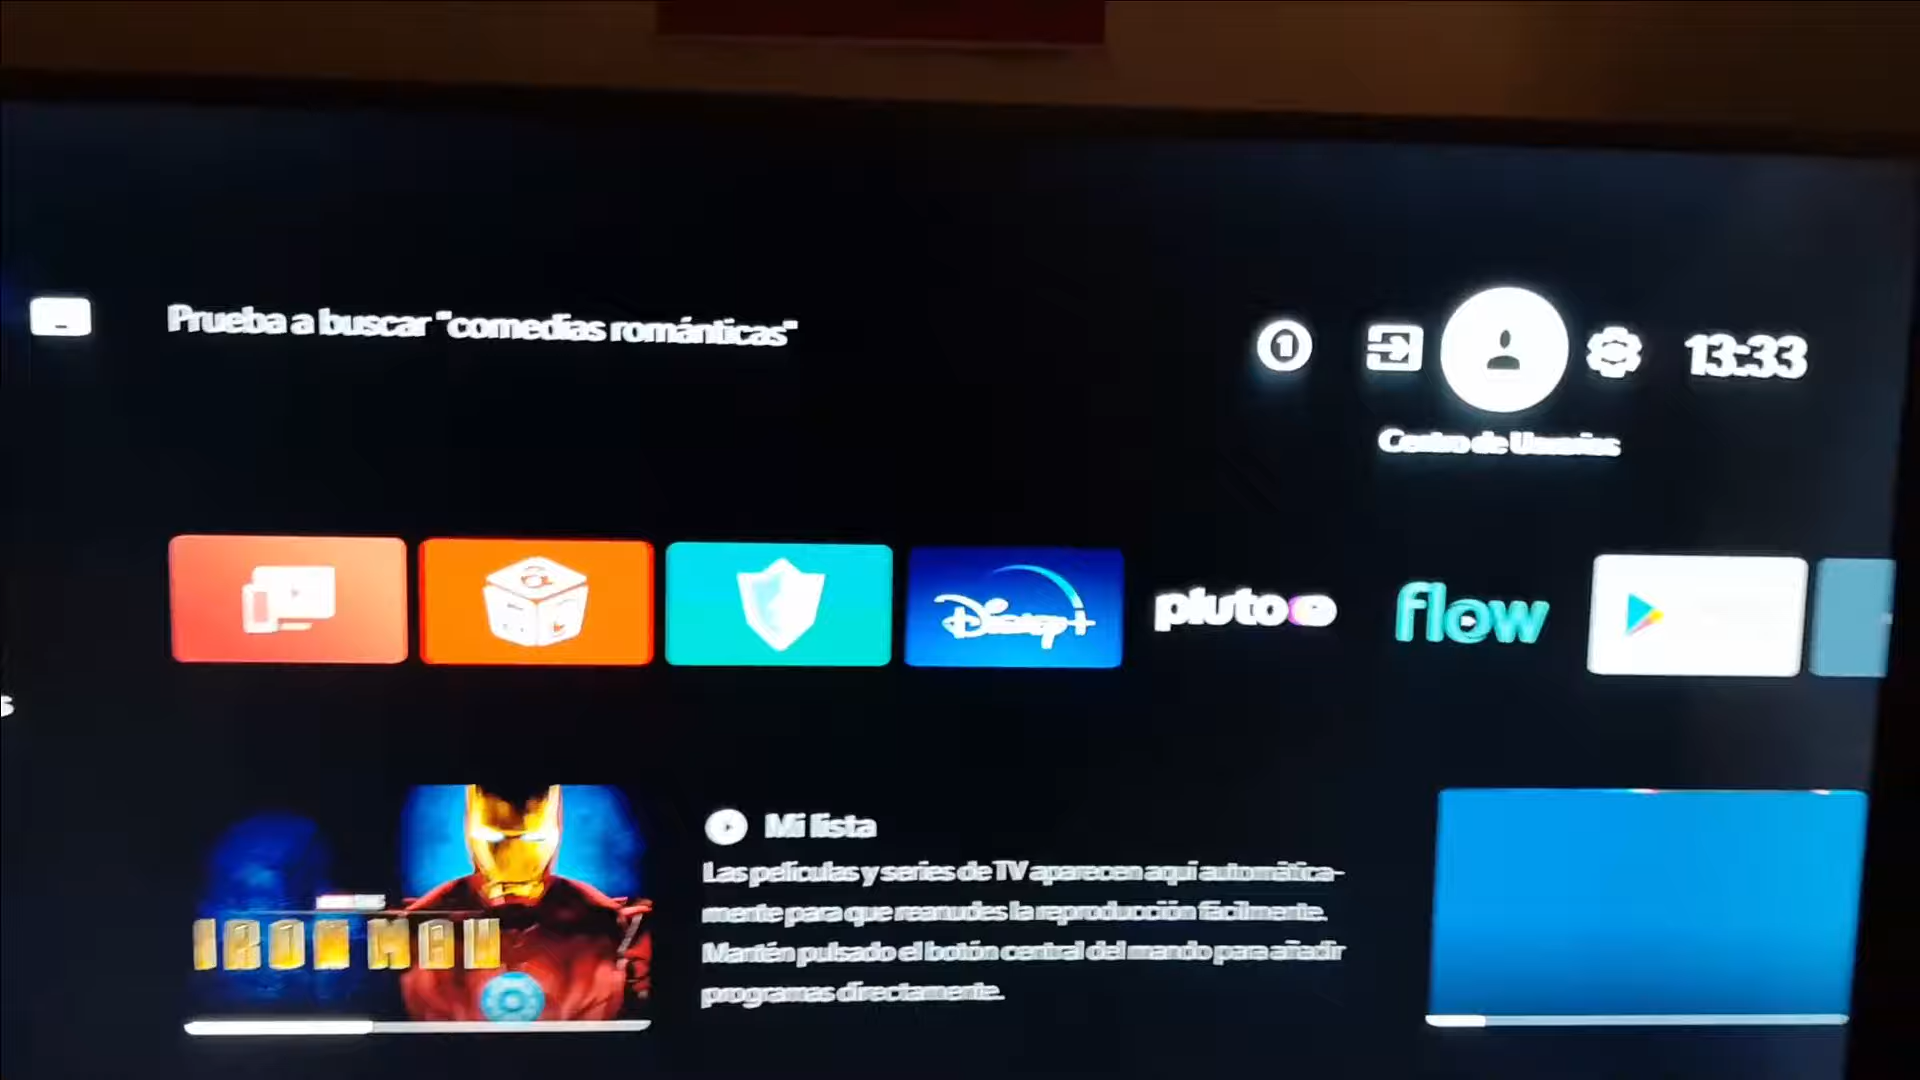 Prueba a buscar "comedias románticas"
1
13:33
Centro de Usuarios
Disney+
pluto
flow
Mi lista
Las películas y series de TV aparecen aquí automática-
mente para que reanudes la reproducción fácilmente.
Mantén pulsado el botón central del mando para añadir
programas directamente.
IRON MAN